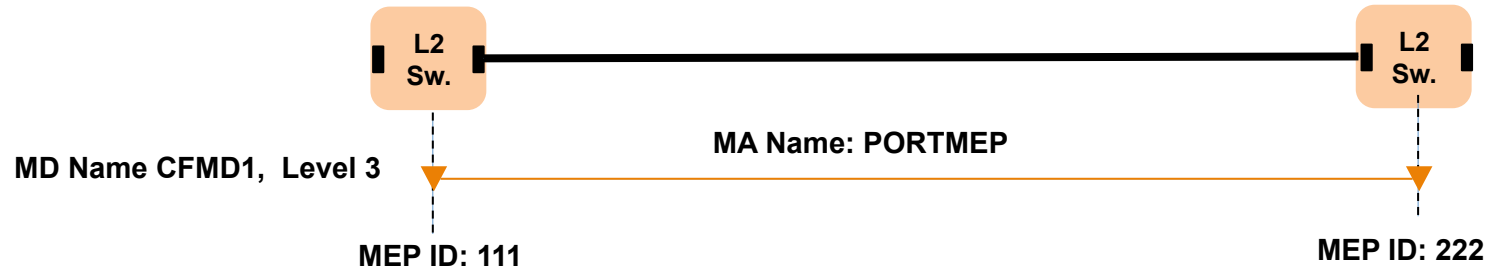 L2
Sw.
L2
Sw.
MA Name: PORTMEP
MD Name CFMD1,  Level 3
MEP ID: 111
MEP ID: 222